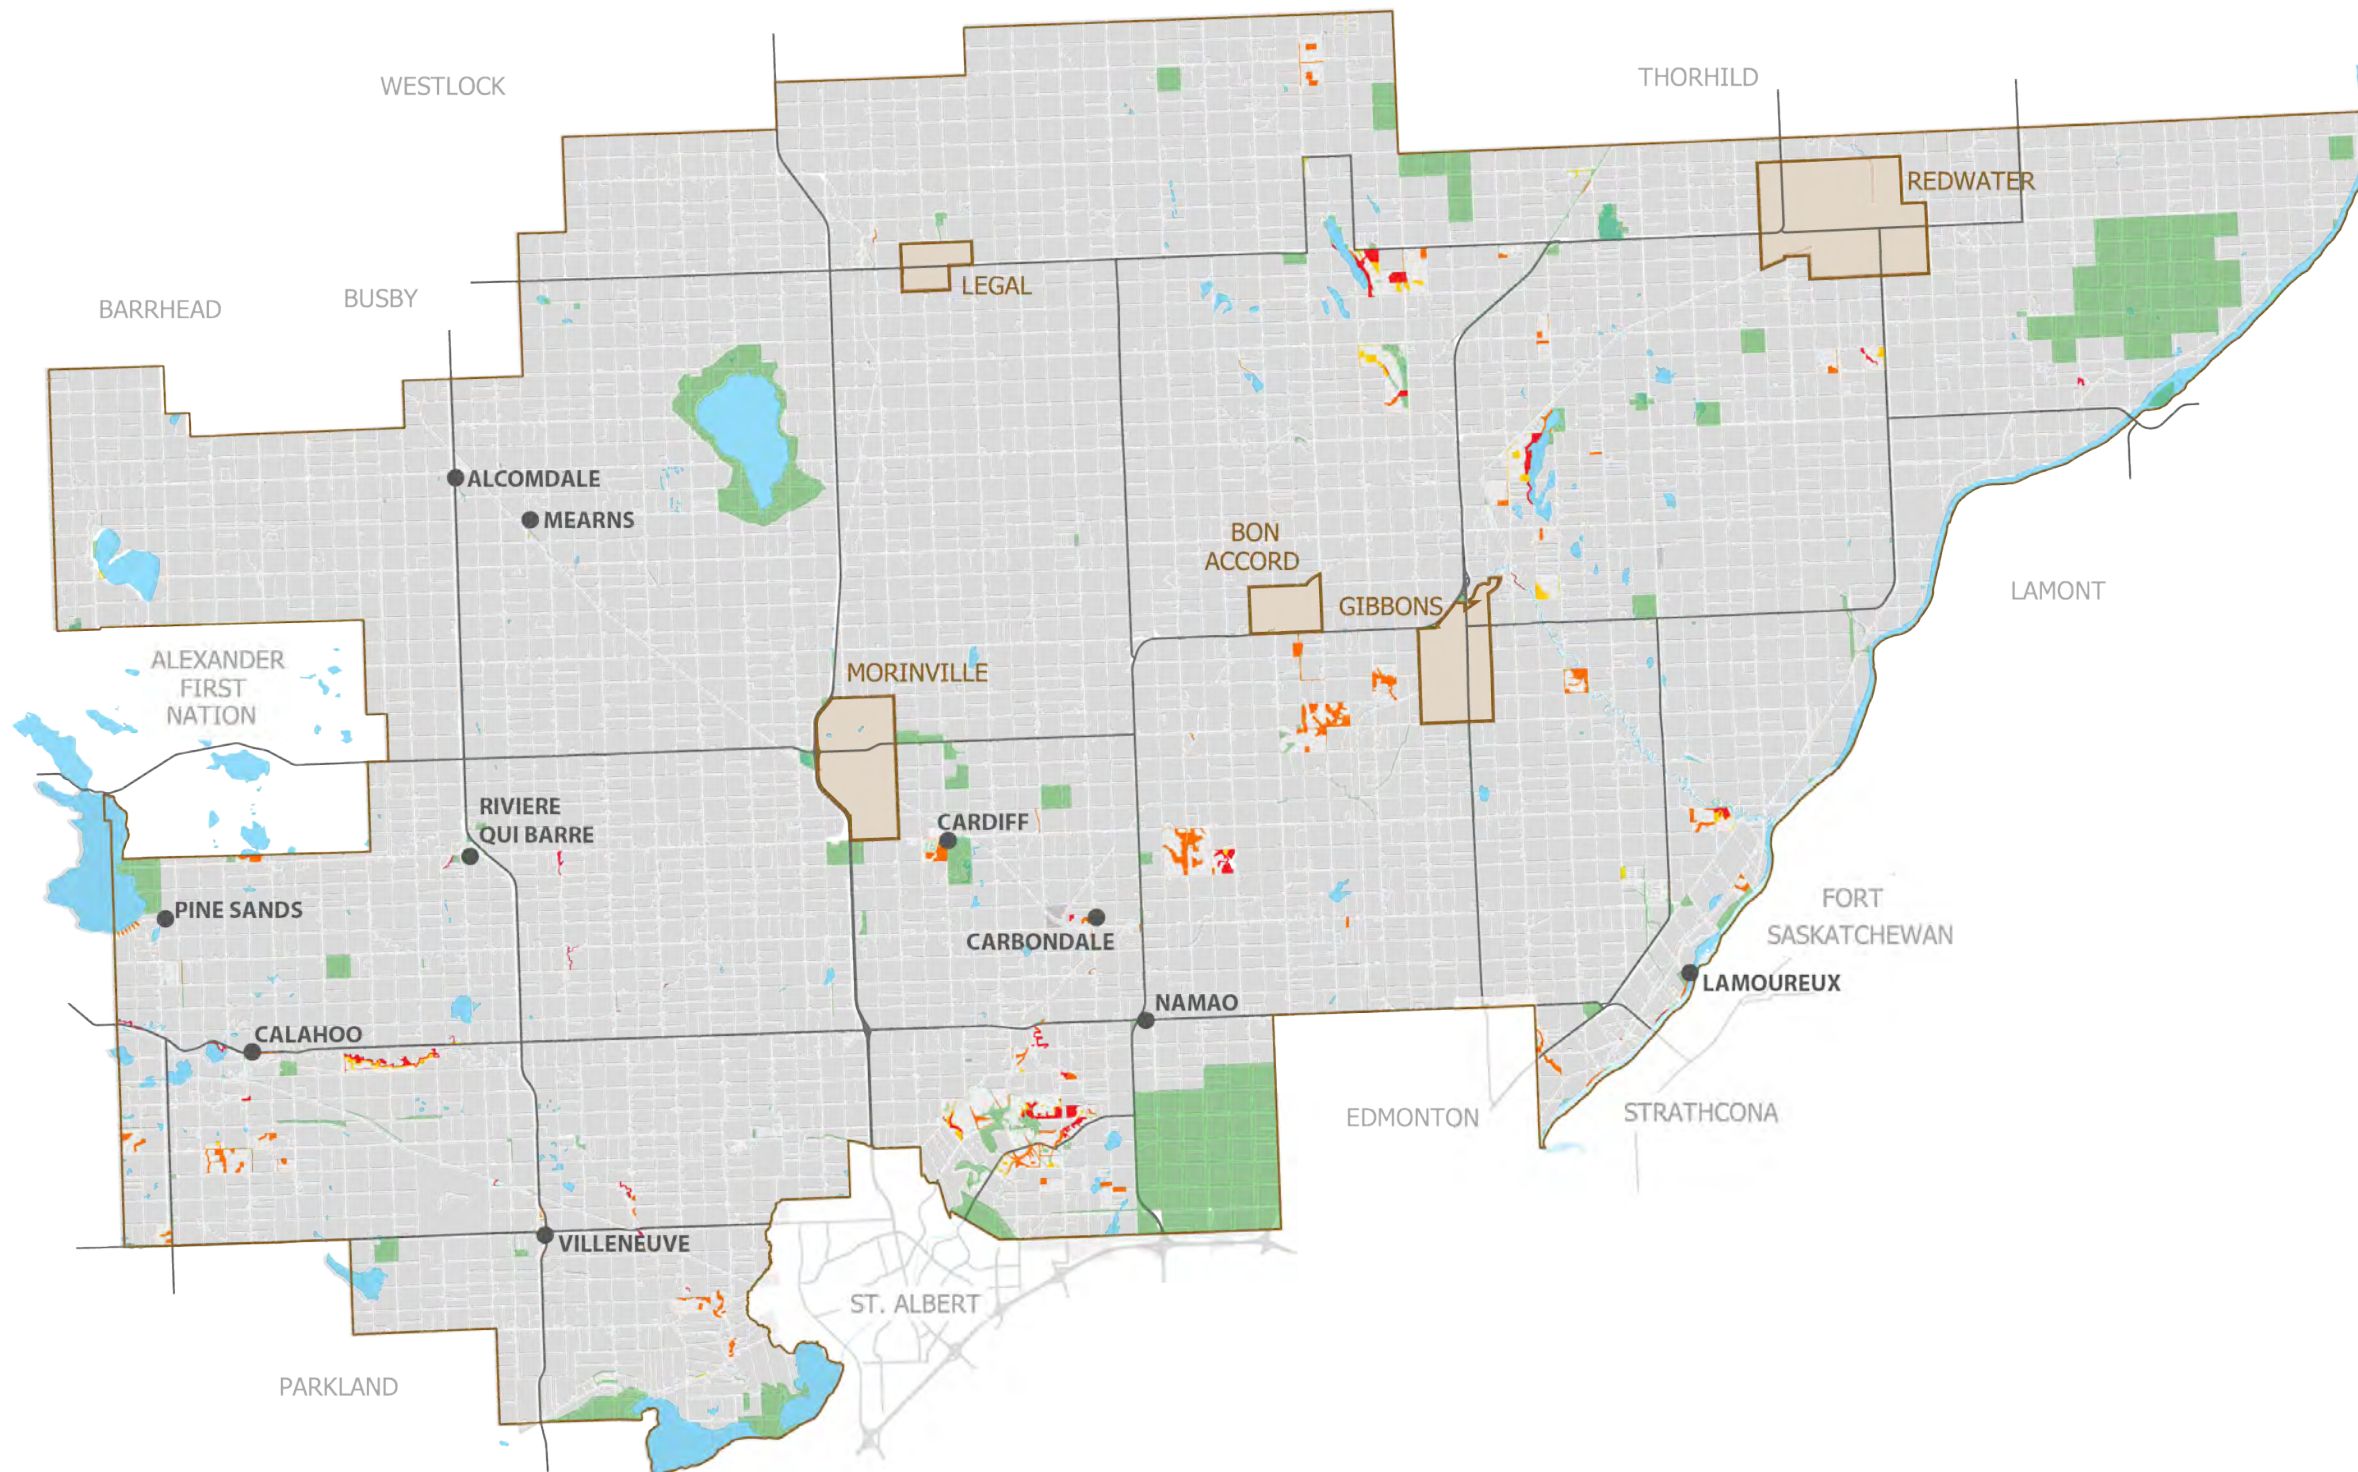 WESTLOCK
THORHILD
REDWATER
LEGAL
BUSBY
BARRHEAD
ALCOMDALE
MEARNS
BON
ACCORD
GIBBONS
LAMONT
ALEXANDER
FIRST
NATION
MORINVILLE
RIVIERE
QUI BARRE
CARDIFF
PINE SANDS
FORT
SASKATCHEWAN
CARBONDALE
LAMOUREUX
NAMAO
CALAHOO
EDMONTON
STRATHCONA
VILLENEUVE
ST. ALBERT
PARKLAND